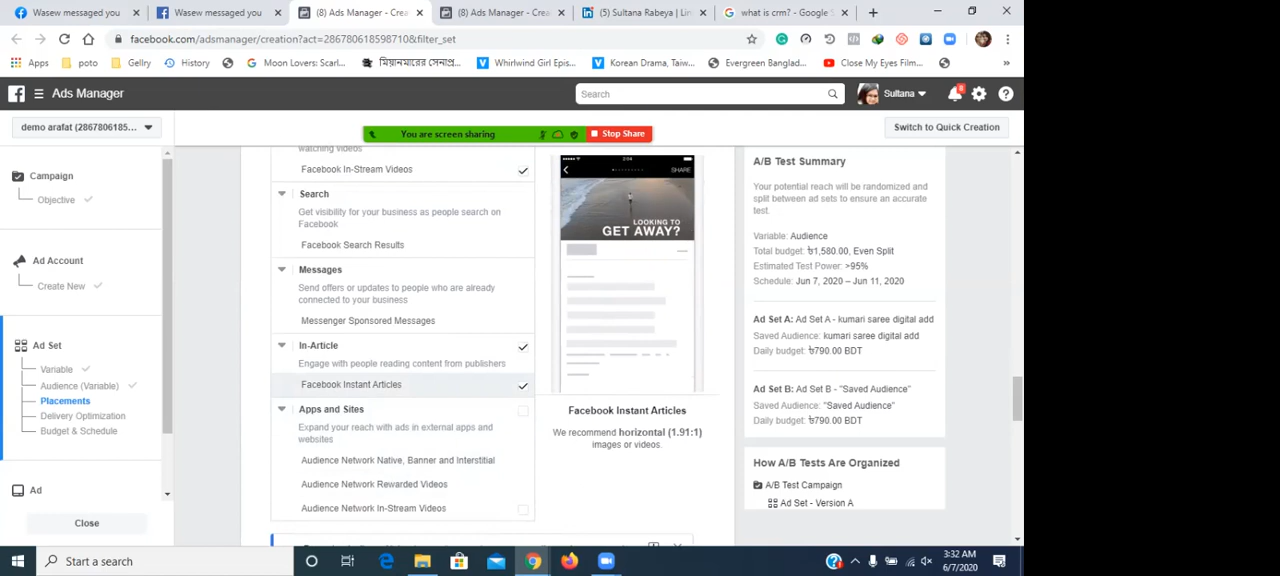 Wasew messaged you
Wasew messaged you
(8) Ads Manager - Crea
(8) Ads Manager - Crea
(5) Sultana Rabeya | Lin
what is crm? - Google S
facebook.com/adsmanager/creation?act=286780618598710&filter_set
Apps
poto
Gellry
History
Moon Lovers: Scarl...
মিয়ানমারের সেনাপ্র...
Whirlwind Girl Epis...
Korean Drama, Taiw...
Evergreen Banglad...
Close My Eyes Film...
Ads Manager
Search
Sultana
8
demo arafat (2867806185...
You are screen sharing
Stop Share
Switch to Quick Creation
Campaign
Objective
Ad Account
Create New
Ad Set
Variable
Audience (Variable)
Placements
Delivery Optimization
Budget & Schedule
Ad
Close
watching videos
Facebook In-Stream Videos
Search
Get visibility for your business as people search on
Facebook
Facebook Search Results
Messages
Send offers or updates to people who are already
connected to your business
Messenger Sponsored Messages
In-Article
Engage with people reading content from publishers
Facebook Instant Articles
Apps and Sites
Expand your reach with ads in external apps and
websites
Audience Network Native, Banner and Interstitial
Audience Network Rewarded Videos
Audience Network In-Stream Videos
2:04
SHARE
LOOKING TO
GET AWAY?
Facebook Instant Articles
We recommend horizontal (1.91:1)
images or videos.
A/B Test Summary
Your potential reach will be randomized and
split between ad sets to ensure an accurate
test.
Variable: Audience
Total budget: ৳1,580.00, Even Split
Estimated Test Power: >95%
Schedule: Jun 7, 2020 – Jun 11, 2020
Ad Set A: Ad Set A - kumari saree digital add
Saved Audience: kumari saree digital add
Daily budget: ৳790.00 BDT
Ad Set B: Ad Set B - "Saved Audience"
Saved Audience: "Saved Audience"
Daily budget: ৳790.00 BDT
How A/B Tests Are Organized
A/B Test Campaign
Ad Set - Version A
Start a search
3:32 AM
6/7/2020